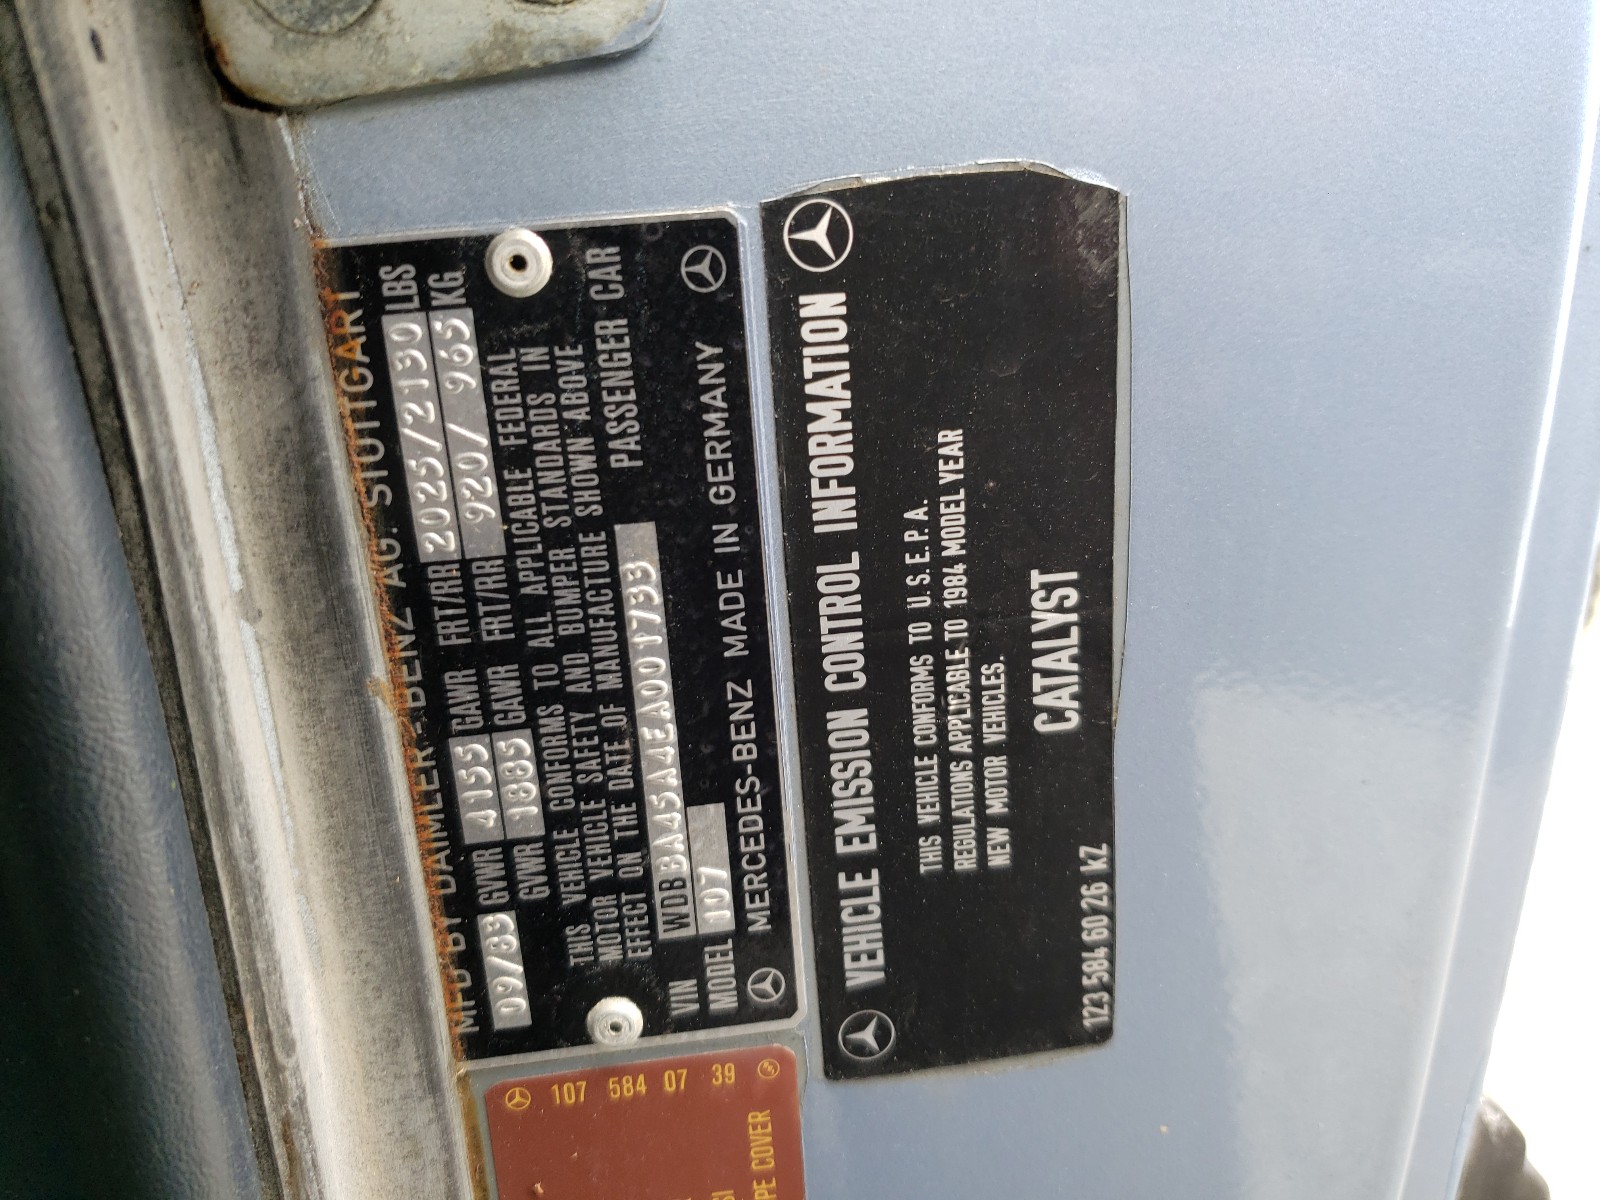 MFD BY DAIMLER-BENZ AG. STUTTGART
09/83 GVWR 4155 GAWR FRT/RR 2025/2130 LBS
GVWR 1885 GAWR FRT/RR 920/ 965 KG
THIS VEHICLE CONFORMS TO ALL APPLICABLE FEDERAL
MOTOR VEHICLE SAFETY AND BUMPER STANDARDS IN
EFFECT ON THE DATE OF MANUFACTURE SHOWN ABOVE
VIN WDBBA45A4EA001733 PASSENGER CAR
MODEL 107
MERCEDES-BENZ MADE IN GERMANY
VEHICLE EMISSION CONTROL INFORMATION
THIS VEHICLE CONFORMS TO U.S.E.P.A.
REGULATIONS APPLICABLE TO 1984 MODEL YEAR
NEW MOTOR VEHICLES.
CATALYST
123 584 60 26 KZ
107 584 07 39
COVER